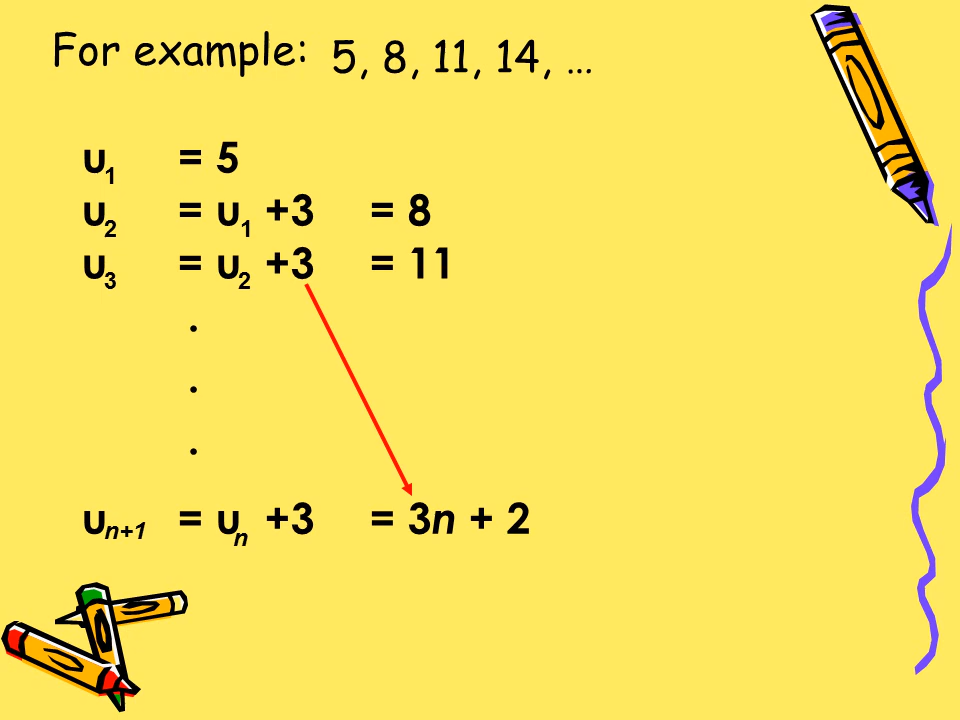 For example: 5, 8, 11, 14, ...
u₁ = 5
u₂ = u₁ +3 = 8
u₃ = u₂ +3 = 11
.
.
.
uₙ₊₁ = uₙ +3 = 3n + 2